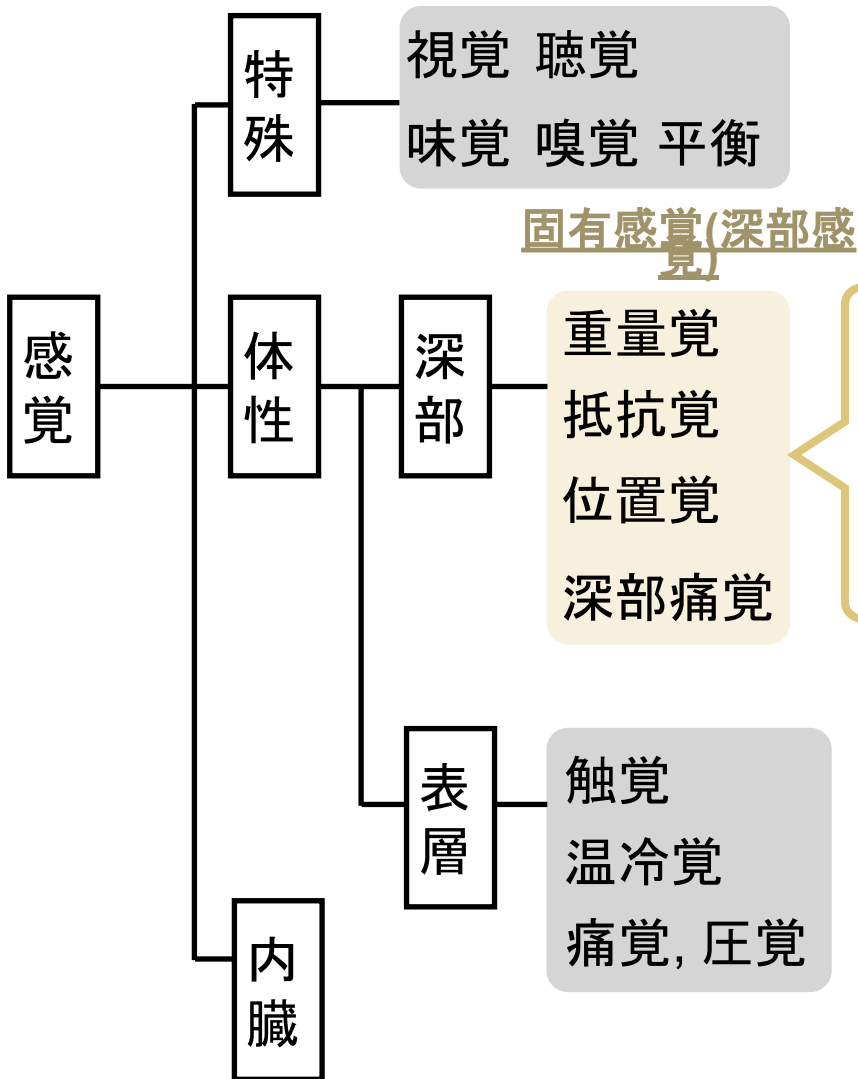 特殊
視覚 聴覚
味覚 嗅覚 平衡
固有感覚(深部感
覚)
感覚
体性
深部
重量覚
抵抗覚
位置覚
深部痛覚
表層
触覚
温冷覚
痛覚, 圧覚
内臓